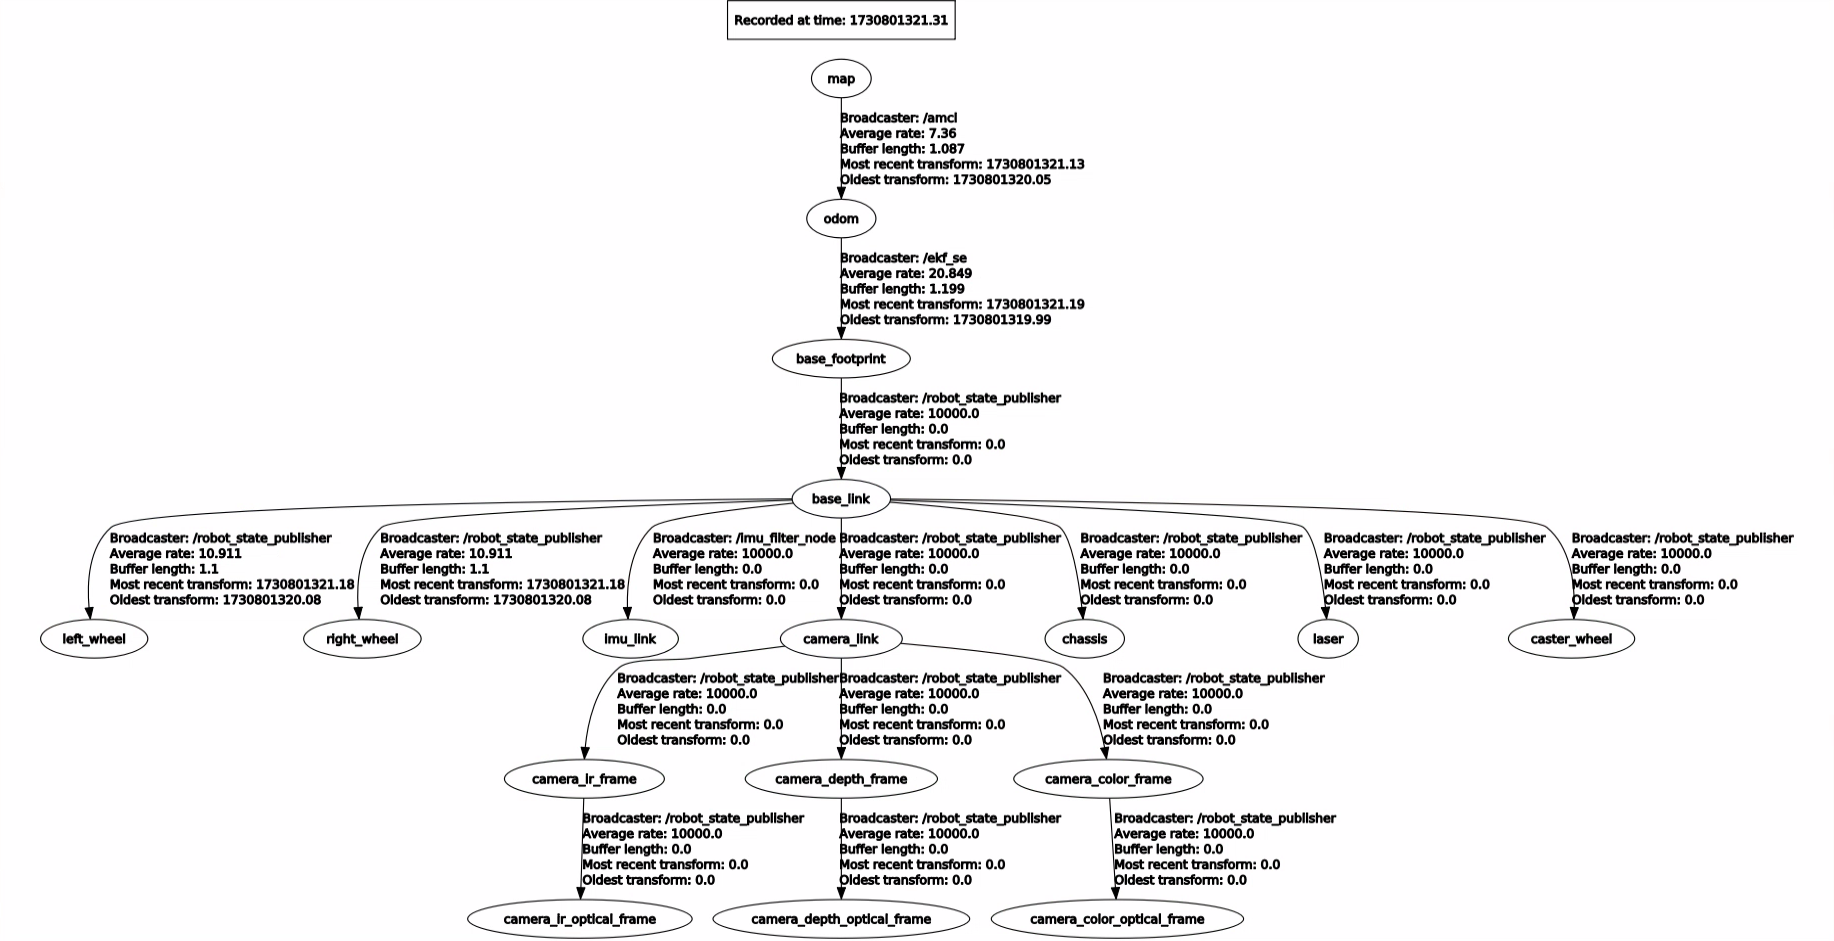 Recorded at time: 1730801321.31
map
Broadcaster: /amcl
Average rate: 7.36
Buffer length: 1.087
Most recent transform: 1730801321.13
Oldest transform: 1730801320.05
odom
Broadcaster: /ekf_se
Average rate: 20.849
Buffer length: 1.199
Most recent transform: 1730801321.19
Oldest transform: 1730801319.99
base_footprint
Broadcaster: /robot_state_publisher
Average rate: 10000.0
Buffer length: 0.0
Most recent transform: 0.0
Oldest transform: 0.0
base_link
Broadcaster: /robot_state_publisher
Average rate: 10.911
Buffer length: 1.1
Most recent transform: 1730801321.18
Oldest transform: 1730801320.08
Broadcaster: /robot_state_publisher
Average rate: 10.911
Buffer length: 1.1
Most recent transform: 1730801321.18
Oldest transform: 1730801320.08
Broadcaster: /imu_filter_node
Average rate: 10000.0
Buffer length: 0.0
Most recent transform: 0.0
Oldest transform: 0.0
Broadcaster: /robot_state_publisher
Average rate: 10000.0
Buffer length: 0.0
Most recent transform: 0.0
Oldest transform: 0.0
Broadcaster: /robot_state_publisher
Average rate: 10000.0
Buffer length: 0.0
Most recent transform: 0.0
Oldest transform: 0.0
Broadcaster: /robot_state_publisher
Average rate: 10000.0
Buffer length: 0.0
Most recent transform: 0.0
Oldest transform: 0.0
Broadcaster: /robot_state_publisher
Average rate: 10000.0
Buffer length: 0.0
Most recent transform: 0.0
Oldest transform: 0.0
left_wheel
right_wheel
imu_link
camera_link
chassis
laser
caster_wheel
Broadcaster: /robot_state_publisher
Average rate: 10000.0
Buffer length: 0.0
Most recent transform: 0.0
Oldest transform: 0.0
Broadcaster: /robot_state_publisher
Average rate: 10000.0
Buffer length: 0.0
Most recent transform: 0.0
Oldest transform: 0.0
Broadcaster: /robot_state_publisher
Average rate: 10000.0
Buffer length: 0.0
Most recent transform: 0.0
Oldest transform: 0.0
camera_ir_frame
camera_depth_frame
camera_color_frame
Broadcaster: /robot_state_publisher
Average rate: 10000.0
Buffer length: 0.0
Most recent transform: 0.0
Oldest transform: 0.0
Broadcaster: /robot_state_publisher
Average rate: 10000.0
Buffer length: 0.0
Most recent transform: 0.0
Oldest transform: 0.0
Broadcaster: /robot_state_publisher
Average rate: 10000.0
Buffer length: 0.0
Most recent transform: 0.0
Oldest transform: 0.0
camera_ir_optical_frame
camera_depth_optical_frame
camera_color_optical_frame